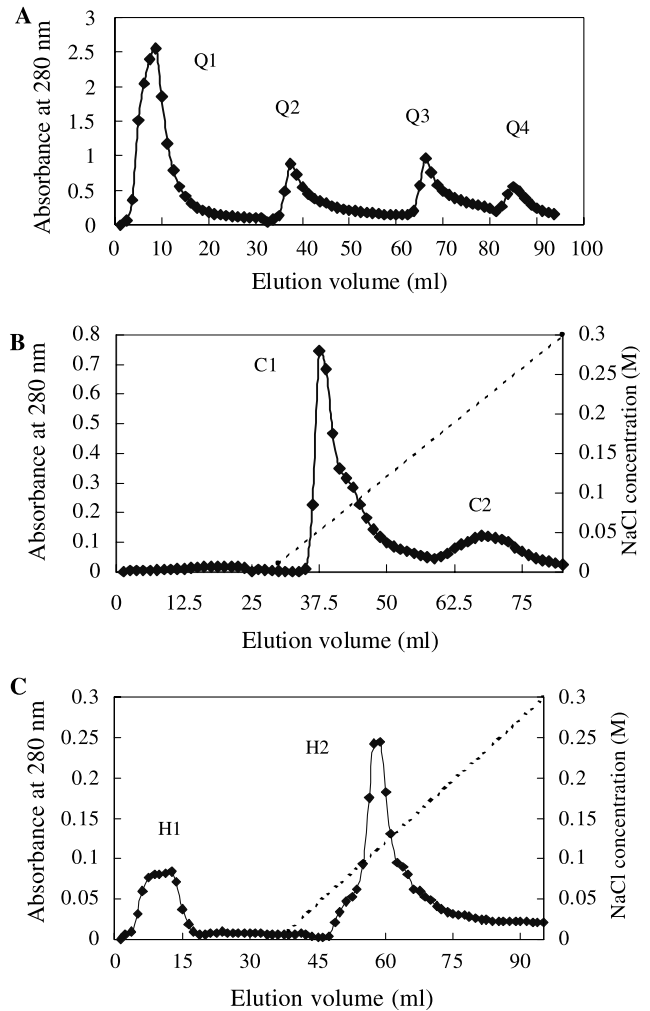 A
Absorbance at 280 nm
3
2.5
2
1.5
1
0.5
0
Q1
Q2
Q3
Q4
0 10 20 30 40 50 60 70 80 90 100
Elution volume (ml)
B
Absorbance at 280 nm
0.8
0.7
0.6
0.5
0.4
0.3
0.2
0.1
0
C1
C2
0.3
0.25
0.2
0.15
0.1
0.05
0
NaCl concentration (M)
0 12.5 25 37.5 50 62.5 75
Elution volume (ml)
C
Absorbance at 280 nm
0.3
0.25
0.2
0.15
0.1
0.05
0
H1
H2
0.3
0.25
0.2
0.15
0.1
0.05
0
NaCl concentration (M)
0 15 30 45 60 75 90
Elution volume (ml)